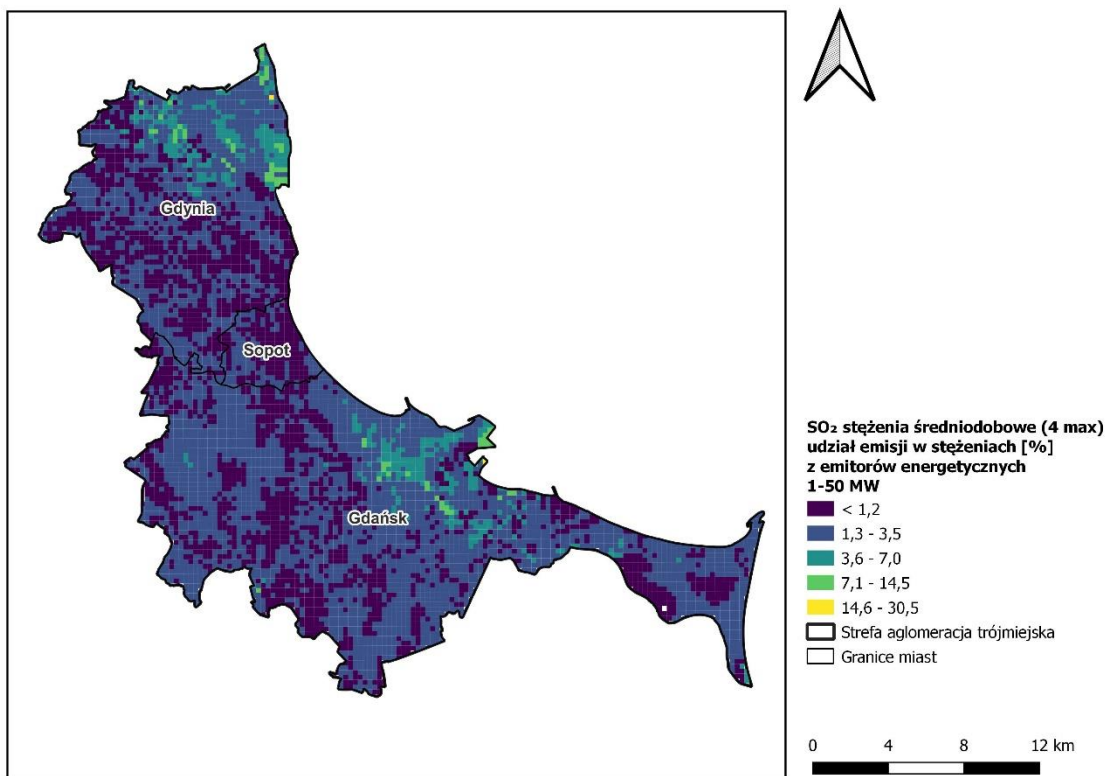 Gdynia
Sopot
Gdańsk
SO₂ stężenia średniodobowe (4 max)
udział emisji w stężeniach [%]
z emitorów energetycznych
1-50 MW
< 1,2
1,3 - 3,5
3,6 - 7,0
7,1 - 14,5
14,6 - 30,5
Strefa aglomeracja trójmiejska
Granice miast
0 4 8 12 km